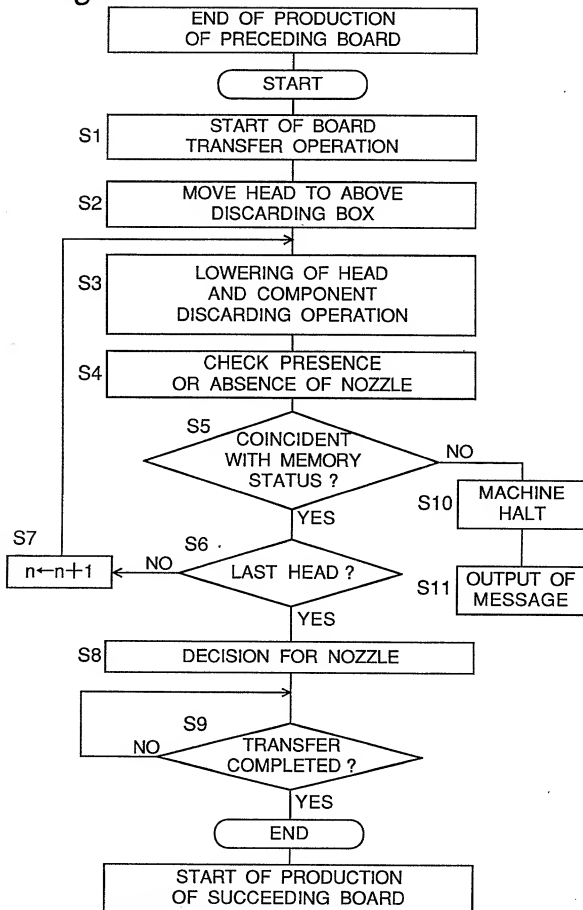 END OF PRODUCTION
OF PRECEDING BOARD
START
S1
START OF BOARD
TRANSFER OPERATION
S2
MOVE HEAD TO ABOVE
DISCARDING BOX
S3
LOWERING OF HEAD
AND COMPONENT
DISCARDING OPERATION
S4
CHECK PRESENCE
OR ABSENCE OF NOZZLE
S5
COINCIDENT
WITH MEMORY
STATUS ?
NO
YES
S10
MACHINE
HALT
S11
OUTPUT OF
MESSAGE
S6
LAST HEAD ?
NO
YES
S7
n←n+1
S8
DECISION FOR NOZZLE
S9
TRANSFER
COMPLETED ?
NO
YES
END
START OF PRODUCTION
OF SUCCEEDING BOARD